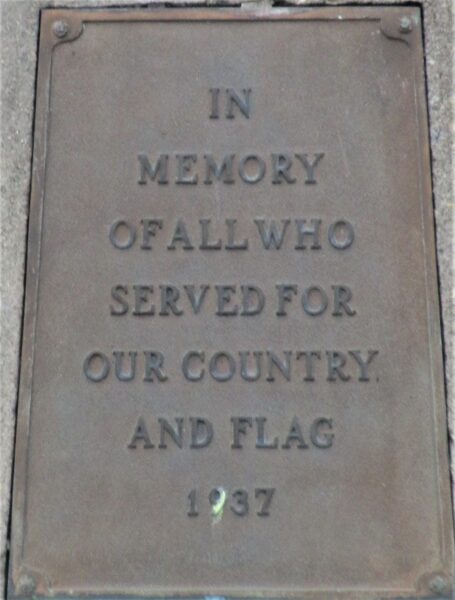 IN
MEMORY
OF ALL WHO
SERVED FOR
OUR COUNTRY
AND FLAG
1937